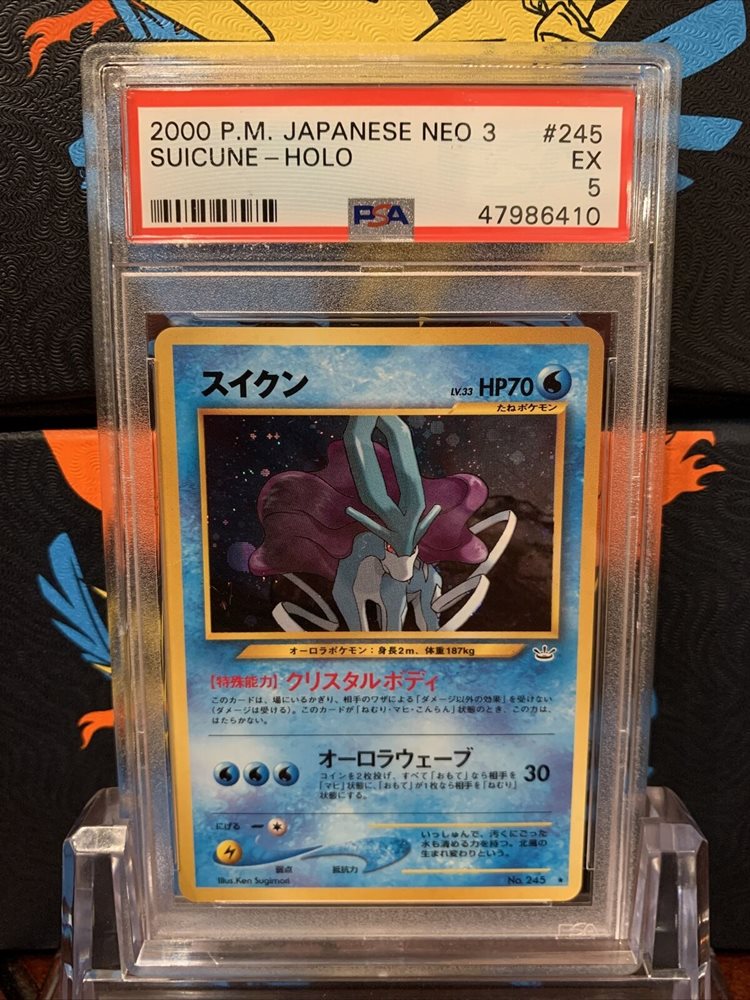 2000 P.M. JAPANESE NEO 3 #245
SUICUNE - HOLO EX
5
PSA 47986410
スイクン LV.33 HP70
たねポケモン
オーロラポケモン：身長2m、体重187kg
【特殊能力】クリスタルボディ
このカードは、場にいるかぎり、相手のワザによる「ダメージ以外の効果」を受けない
(ダメージは受ける)。このカードが「ねむり・マヒ・こんらん」状態のとき、この力は、
はたらかない。
オーロラウェーブ 30
コインを2枚投げ、すべて「おもて」なら相手を
「マヒ」状態に、「おもて」が1枚なら相手を「ねむり」
状態にする。
にげる
弱点 抵抗力
いっしゅんで、汚くにごった
水も清める力を持つ。北風の
生まれ変わりという。
Illus.Ken Sugimori No. 245 ★
PSA